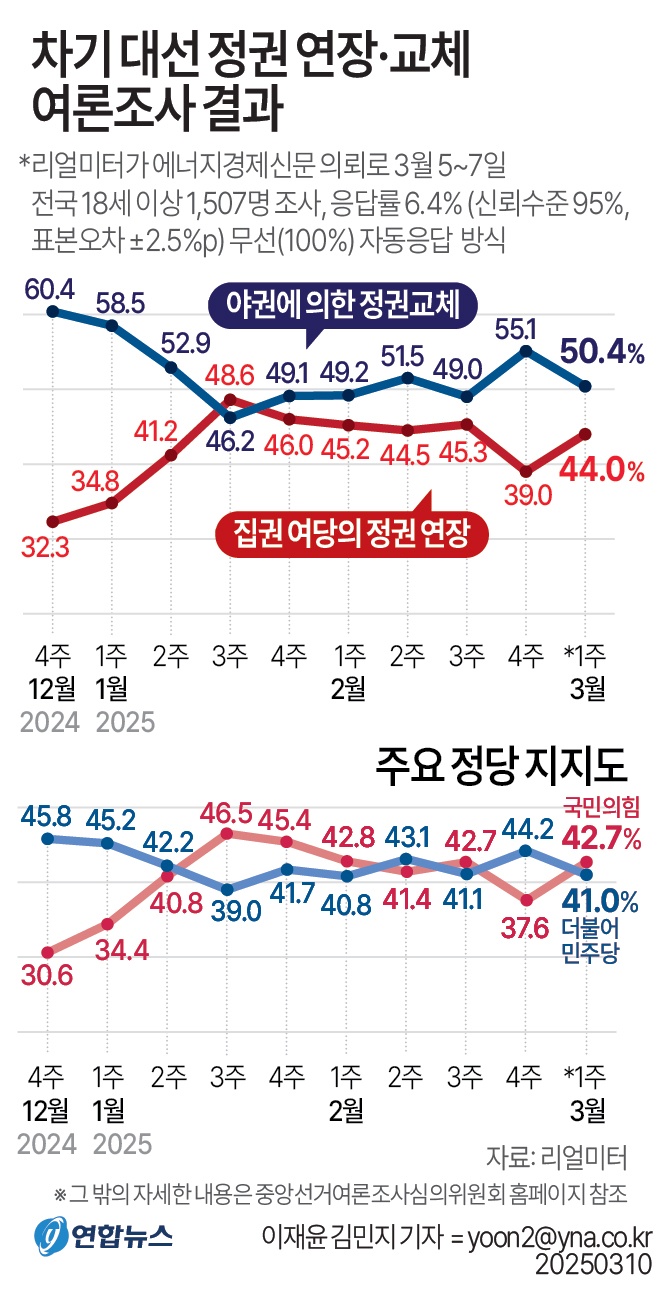 차기 대선 정권 연장·교체
여론조사 결과
*리얼미터가 에너지경제신문 의뢰로 3월 5~7일
전국 18세 이상 1,507명 조사, 응답률 6.4% (신뢰수준 95%,
표본오차 ±2.5%p) 무선(100%) 자동응답 방식
야권에 의한 정권교체
60.4 58.5 52.9 46.2 49.1 49.2 51.5 49.0 55.1 50.4%
32.3 34.8 41.2 48.6 46.0 45.2 44.5 45.3 39.0 44.0%
집권 여당의 정권 연장
4주 1주 2주 3주 4주 1주 2주 3주 4주 *1주
12월 1월 2월 3월
2024 2025
주요 정당 지지도
국민의힘
30.6 34.4 40.8 46.5 45.4 42.8 41.4 42.7 37.6 42.7%
45.8 45.2 42.2 39.0 41.7 40.8 43.1 41.1 44.2 41.0%
더불어
민주당
4주 1주 2주 3주 4주 1주 2주 3주 4주 *1주
12월 1월 2월 3월
2024 2025
자료: 리얼미터
※ 그 밖의 자세한 내용은 중앙선거여론조사심의위원회 홈페이지 참조
연합뉴스
이재윤 김민지 기자 = yoon2@yna.co.kr
20250310